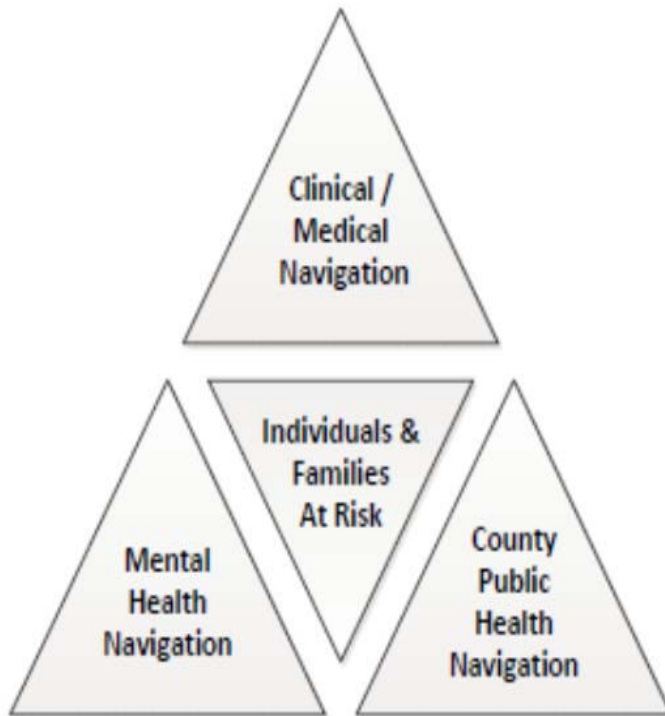 Clinical /
Medical
Navigation
Individuals &
Families
At Risk
Mental
Health
Navigation
County
Public
Health
Navigation